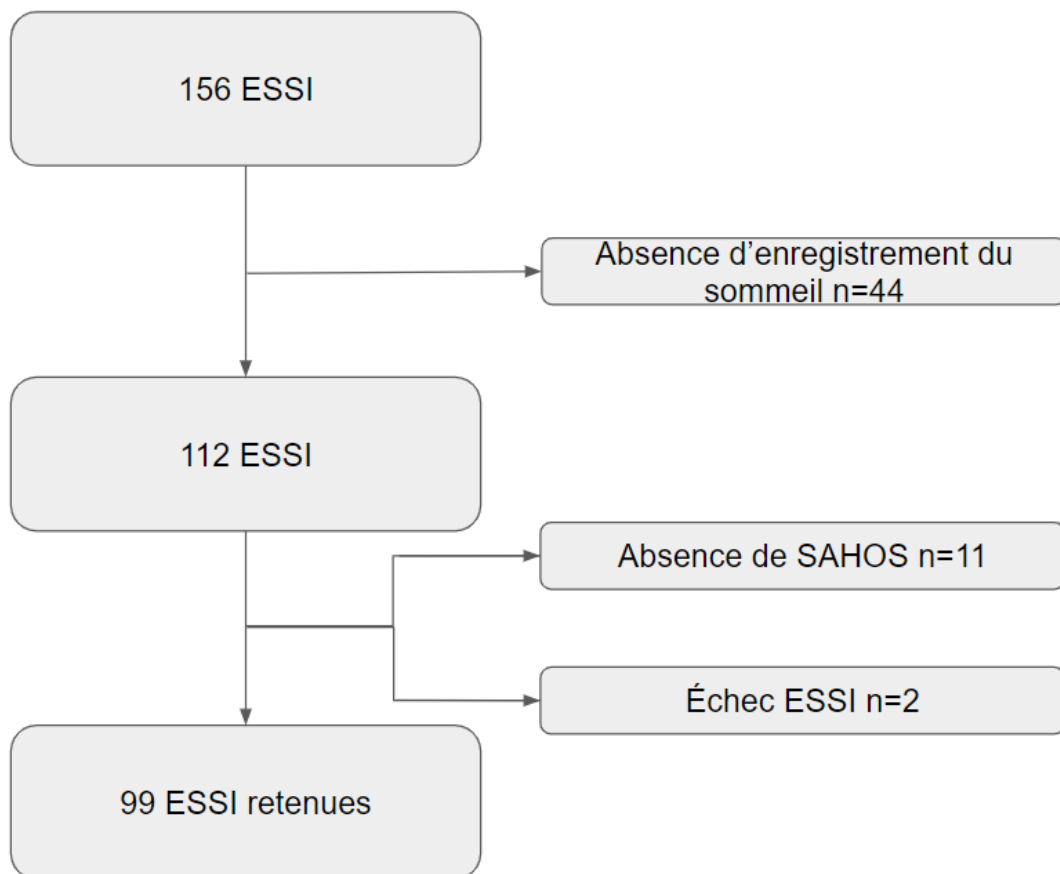 156 ESSI
Absence d’enregistrement du
sommeil n=44
112 ESSI
Absence de SAHOS n=11
Échec ESSI n=2
99 ESSI retenues